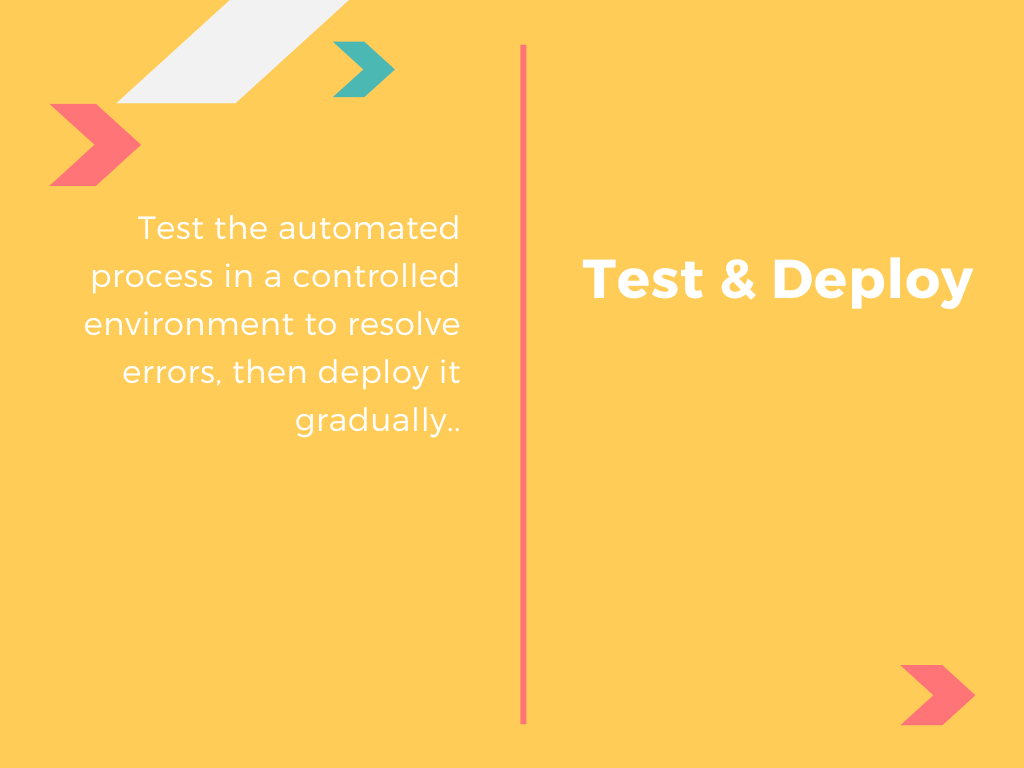 Test the automated
process in a controlled
environment to resolve
errors, then deploy it
gradually..
Test & Deploy